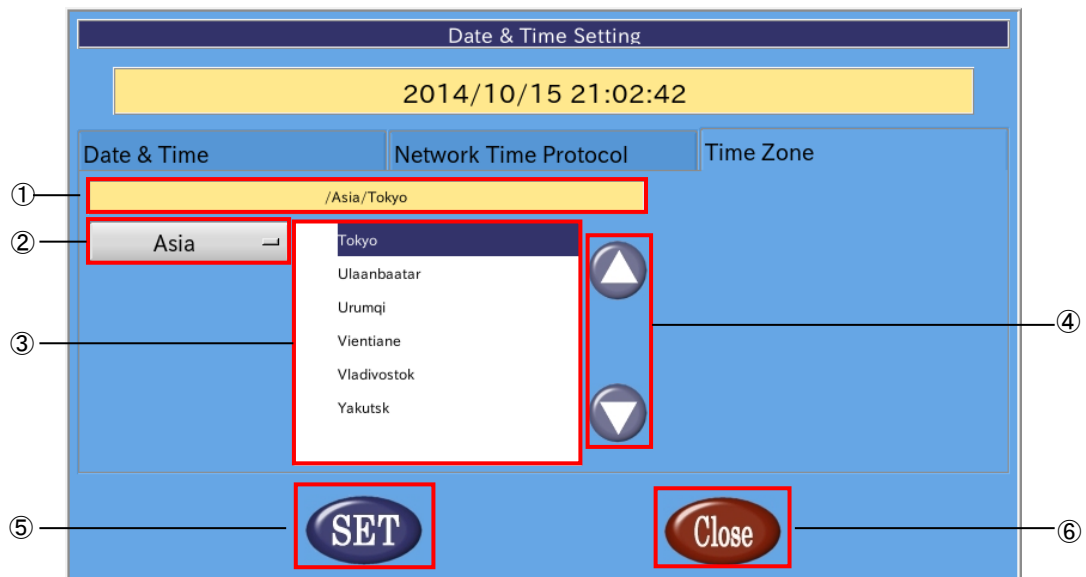 Date & Time Setting
2014/10/15 21:02:42
Date & Time
Network Time Protocol
Time Zone
①
/Asia/Tokyo
②
Asia
Tokyo
Ulaanbaatar
Urumqi
③
Vientiane
④
Vladivostok
Yakutsk
⑤
SET
Close
⑥